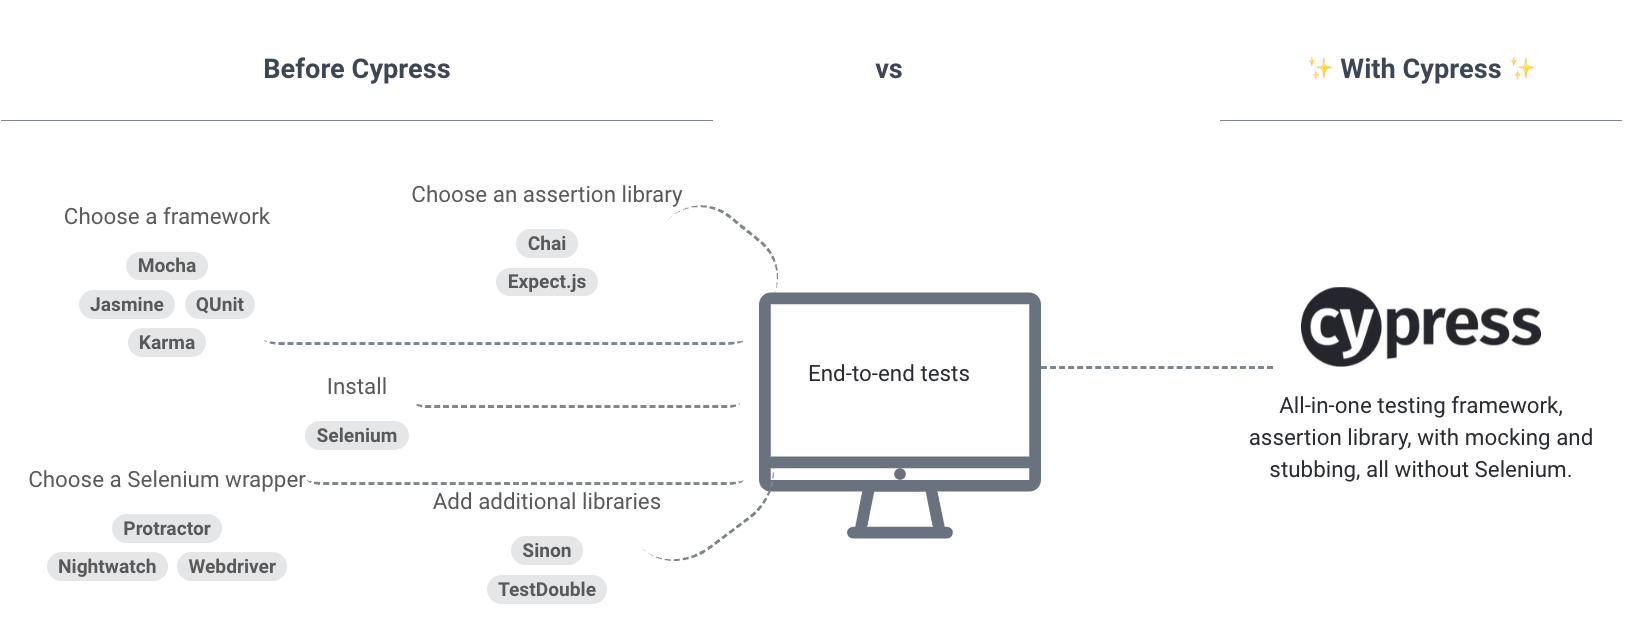 Before Cypress
vs
✨ With Cypress ✨
Choose a framework
Mocha
Jasmine QUnit
Karma
Choose an assertion library
Chai
Expect.js
Install
Selenium
Choose a Selenium wrapper
Protractor
Nightwatch Webdriver
Add additional libraries
Sinon
TestDouble
End-to-end tests
cypress
All-in-one testing framework,
assertion library, with mocking and
stubbing, all without Selenium.